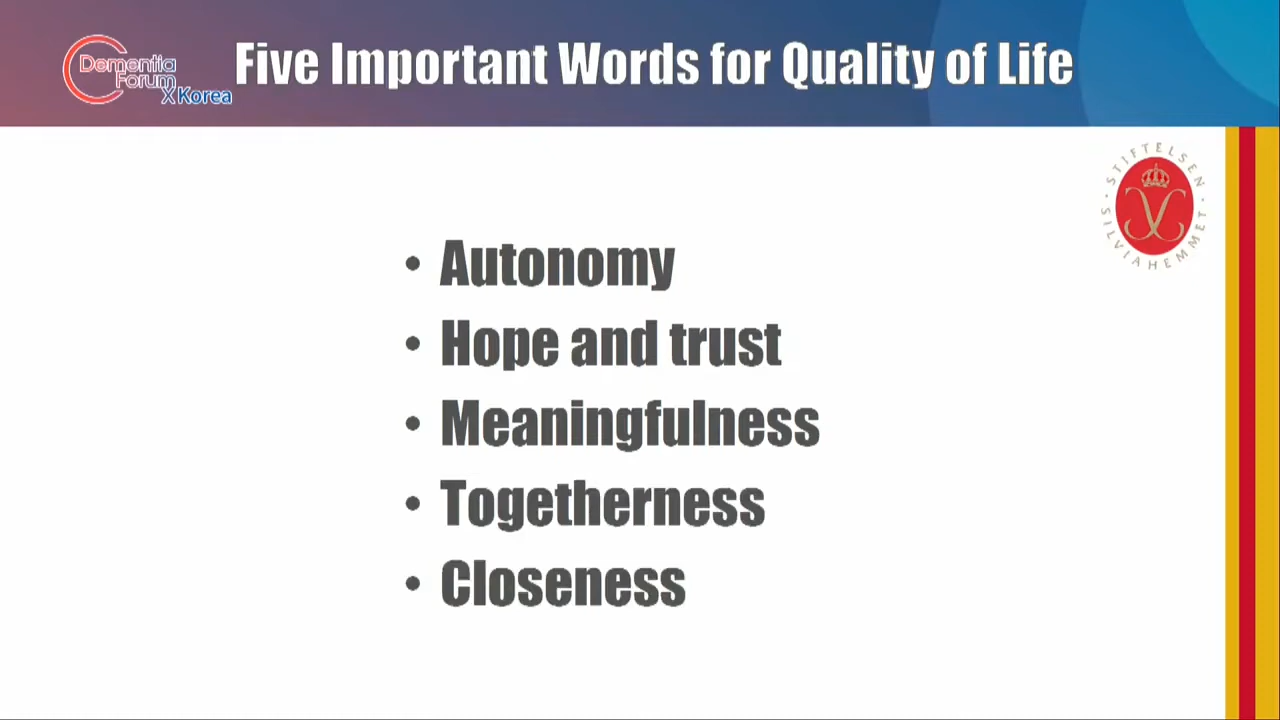 Dementia
Forum
X Korea
Five Important Words for Quality of Life
STIFTELSEN
SILVIAHEMMET
• Autonomy
• Hope and trust
• Meaningfulness
• Togetherness
• Closeness